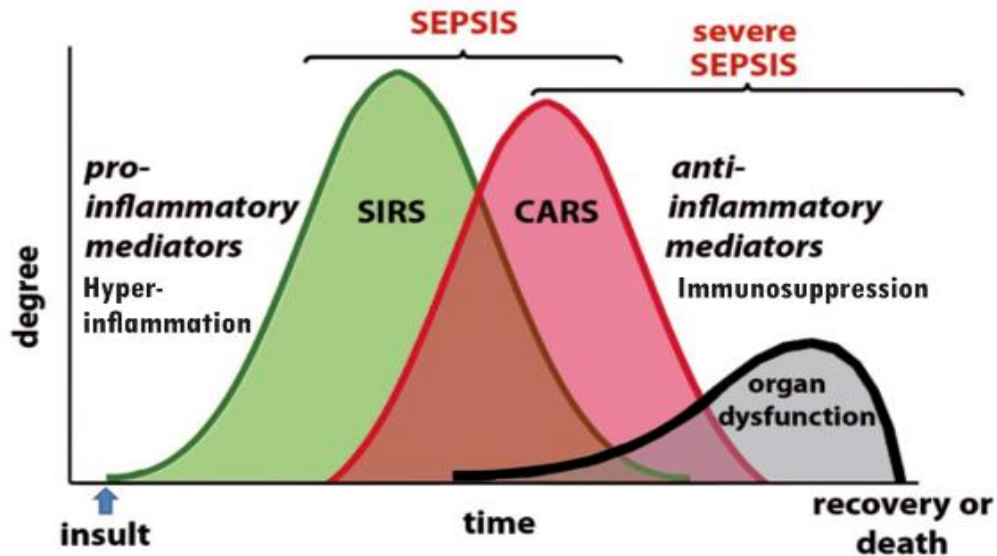 SEPSIS
severe
SEPSIS
pro-
inflammatory
mediators
Hyper-
inflammation
SIRS
CARS
anti-
inflammatory
mediators
Immunosuppression
degree
organ
dysfunction
insult
time
recovery or
death